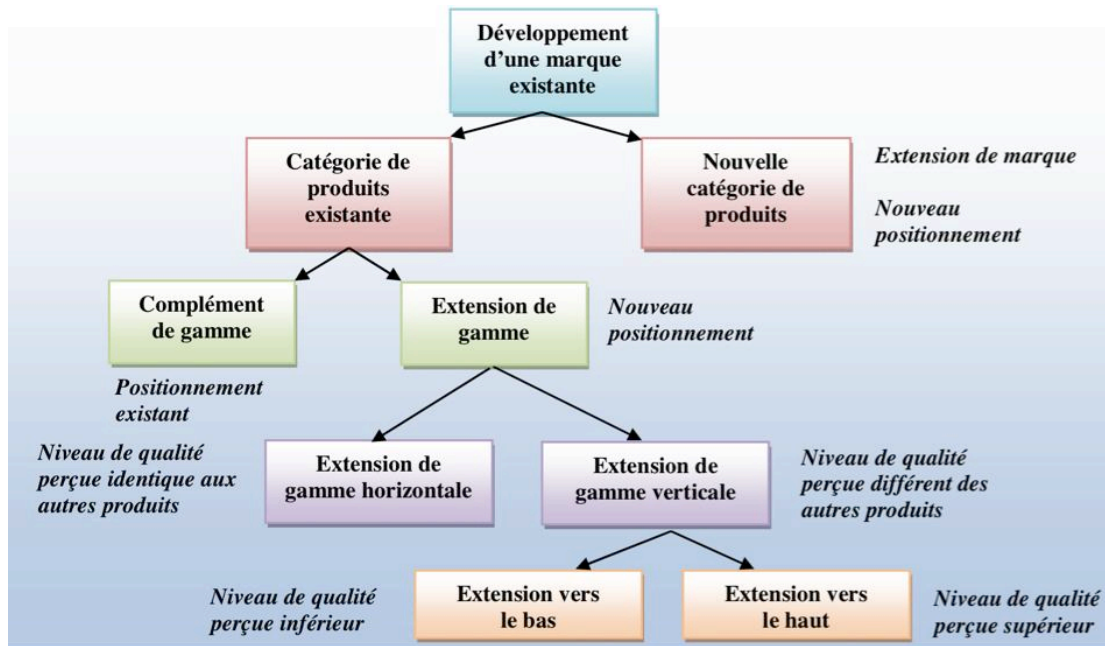 Développement
d’une marque
existante
Catégorie de
produits
existante
Nouvelle
catégorie de
produits
Extension de marque
Nouveau
positionnement
Complément
de gamme
Extension de
gamme
Nouveau
positionnement
Positionnement
existant
Niveau de qualité
perçue identique aux
autres produits
Extension de
gamme horizontale
Extension de
gamme verticale
Niveau de qualité
perçue différent des
autres produits
Niveau de qualité
perçue inférieur
Extension vers
le bas
Extension vers
le haut
Niveau de qualité
perçue supérieur